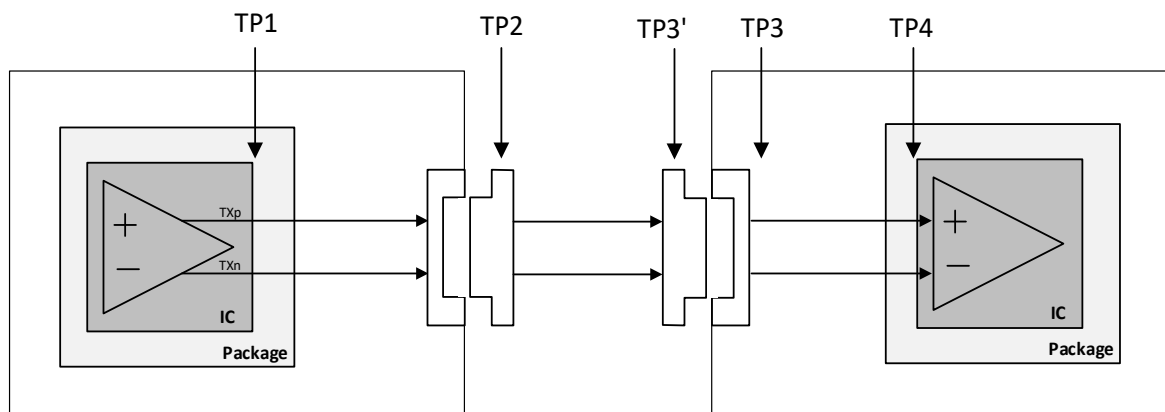 TP1 TP2 TP3' TP3 TP4
TXp
+ +
− −
TXn
IC IC
Package Package